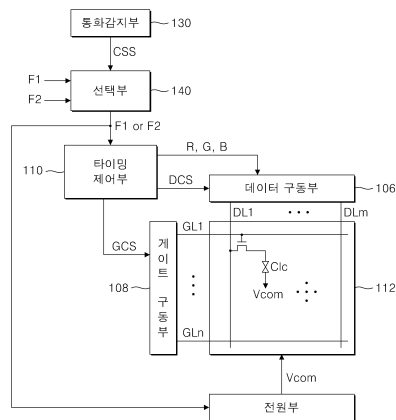 통화감지부
130
CSS
F1
F2
선택부
140
F1 or F2
110
타이밍
제어부
R, G, B
DCS
데이터 구동부
106
DL1
DLm
GCS
GL1
게
이
트
구
동
부
108
Clc
Vcom
112
GLn
Vcom
전원부